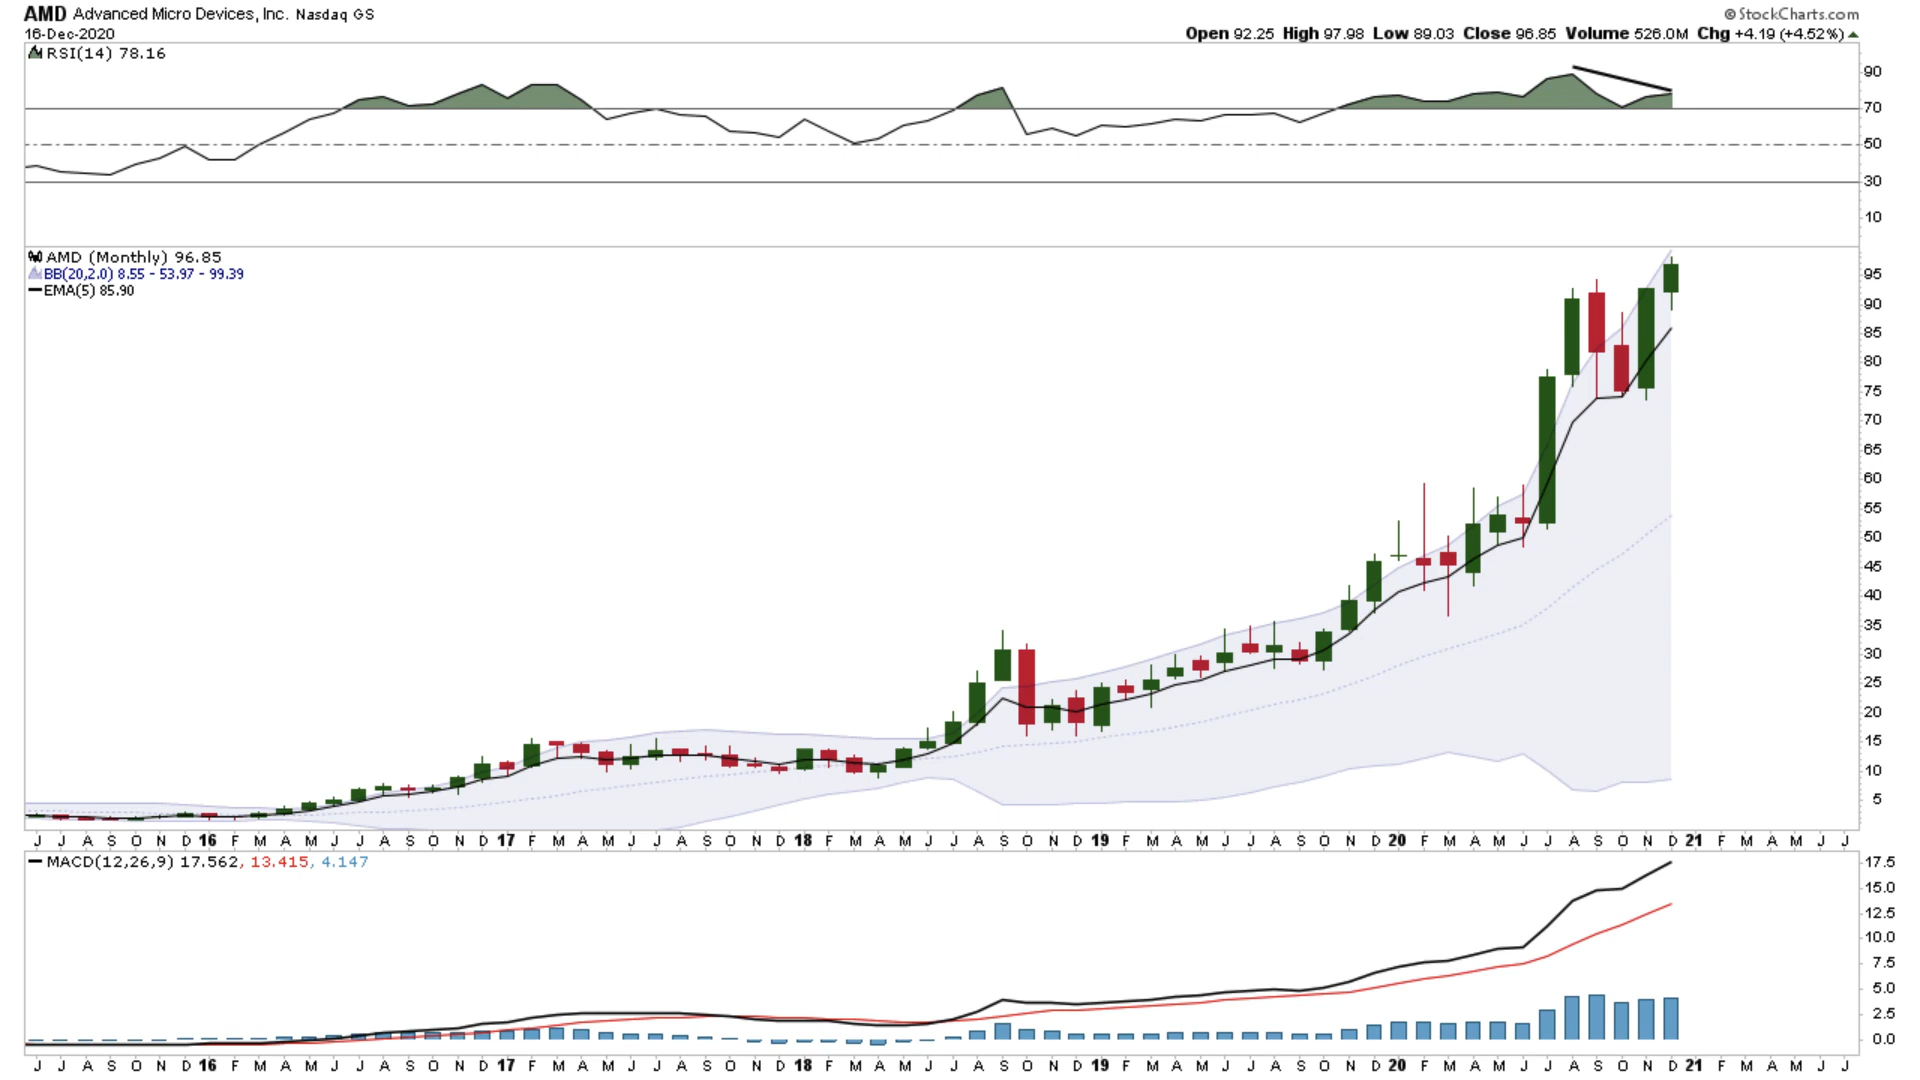 AMD Advanced Micro Devices, Inc. Nasdaq GS
© StockCharts.com
16-Dec-2020
Open 92.25 High 97.98 Low 89.03 Close 96.85 Volume 526.0M Chg +4.19 (+4.52%)
RSI(14) 78.16
90
70
50
30
10
AMD (Monthly) 96.85
BB(20,2.0) 8.55 - 53.97 - 99.39
EMA(5) 85.90
95
90
85
80
75
70
65
60
55
50
45
40
35
30
25
20
15
10
5
J J A S O N D 16 F M A M J J A S O N D 17 F M A M J J A S O N D 18 F M A M J J A S O N D 19 F M A M J J A S O N D 20 F M A M J J A S O N D 21 F M A M J J
MACD(12,26,9) 17.562, 13.415, 4.147
17.5
15.0
12.5
10.0
7.5
5.0
2.5
0.0
J J A S O N D 16 F M A M J J A S O N D 17 F M A M J J A S O N D 18 F M A M J J A S O N D 19 F M A M J J A S O N D 20 F M A M J J A S O N D 21 F M A M J J